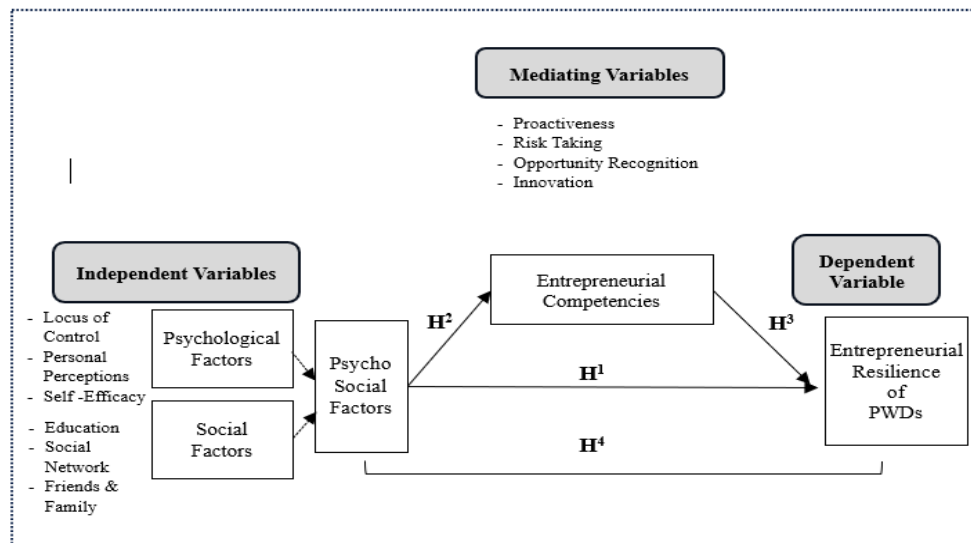 Mediating Variables
- Proactiveness
- Risk Taking
- Opportunity Recognition
- Innovation
Independent Variables
- Locus of
Control
- Personal
Perceptions
- Self -Efficacy
- Education
- Social
Network
- Friends &
Family
Psychological
Factors
Social
Factors
Psycho
Social
Factors
Entrepreneurial
Competencies
H²
H¹
H³
H⁴
Dependent
Variable
Entrepreneurial
Resilience
of
PWDs